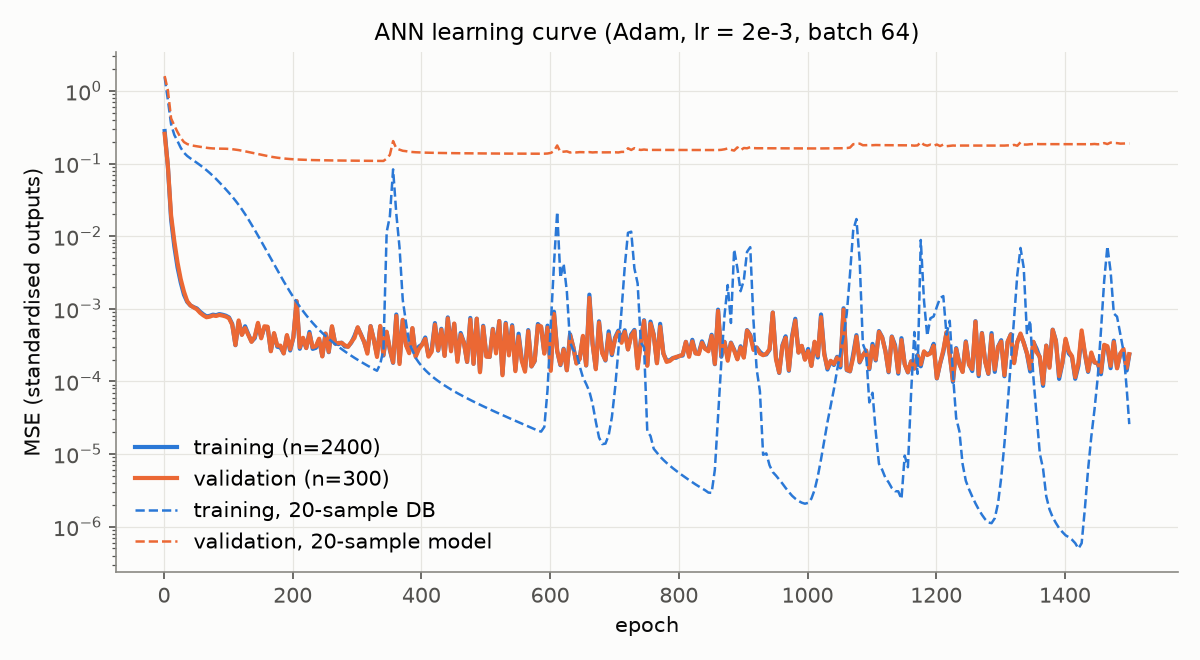 ANN learning curve (Adam, lr = 2e-3, batch 64)
MSE (standardised outputs)
10⁰
10⁻¹
10⁻²
10⁻³
10⁻⁴
10⁻⁵
10⁻⁶
training (n=2400)
validation (n=300)
training, 20-sample DB
validation, 20-sample model
0 200 400 600 800 1000 1200 1400
epoch